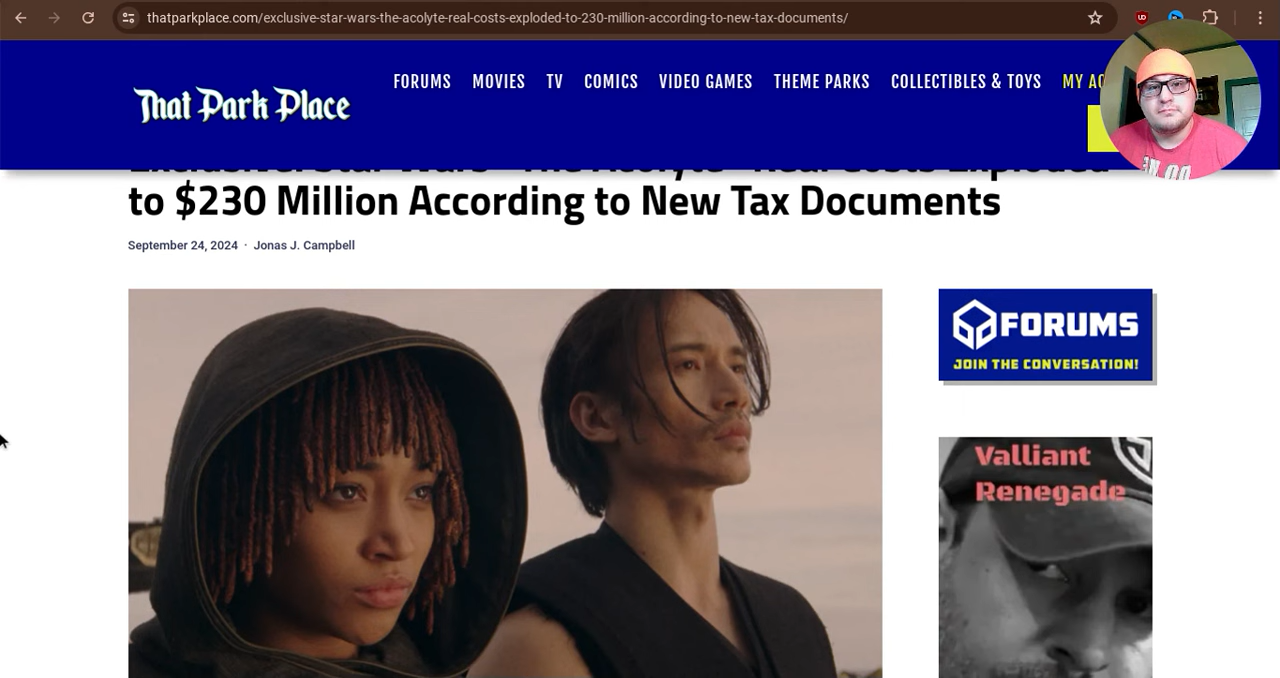 thatparkplace.com/exclusive-star-wars-the-acolyte-real-costs-exploded-to-230-million-according-to-new-tax-documents/
FORUMS MOVIES TV COMICS VIDEO GAMES THEME PARKS COLLECTIBLES & TOYS MY
That Park Place
to $230 Million According to New Tax Documents
September 24, 2024 · Jonas J. Campbell
FORUMS
JOIN THE CONVERSATION!
Valliant
Renegade